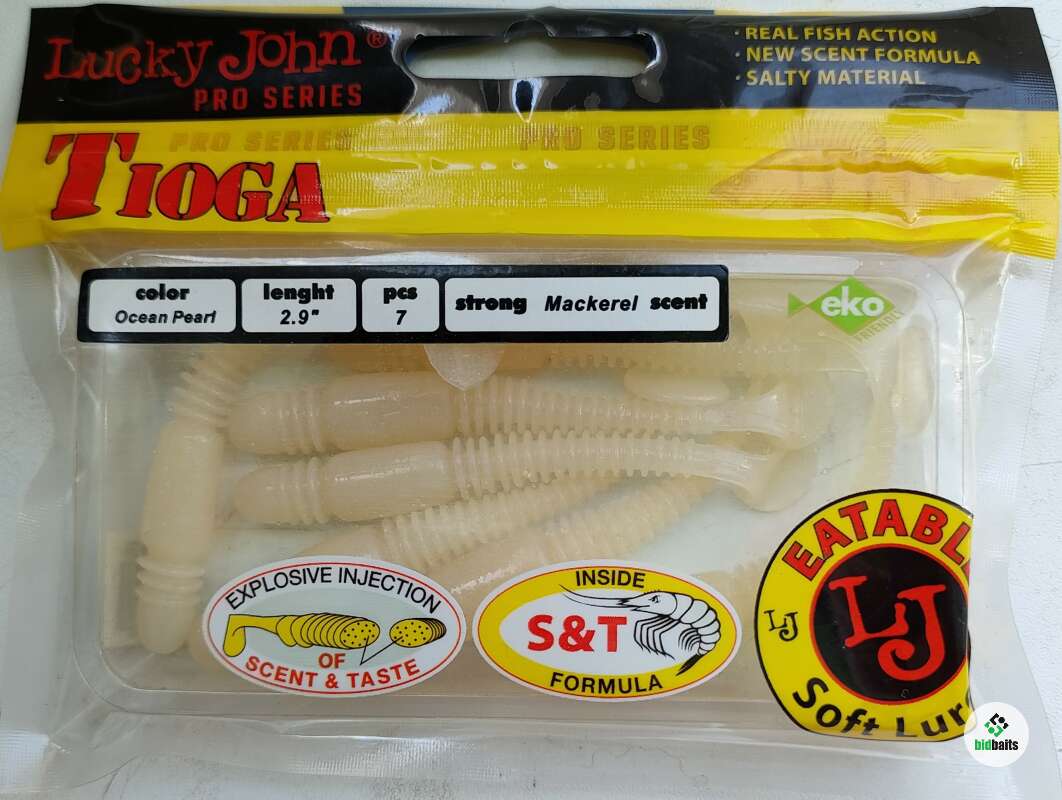 Lucky John®
PRO SERIES
· REAL FISH ACTION
· NEW SCENT FORMULA
· SALTY MATERIAL
PRO SERIES
PRO SERIES
TIOGA
color
Ocean Pearl
lenght
2.9"
pcs
7
strong Mackerel scent
eko
FRIENDLY
EXPLOSIVE INJECTION
OF
SCENT & TASTE
INSIDE
S&T
FORMULA
EATABL
LJ
LJ
Soft Lur
bidbaits